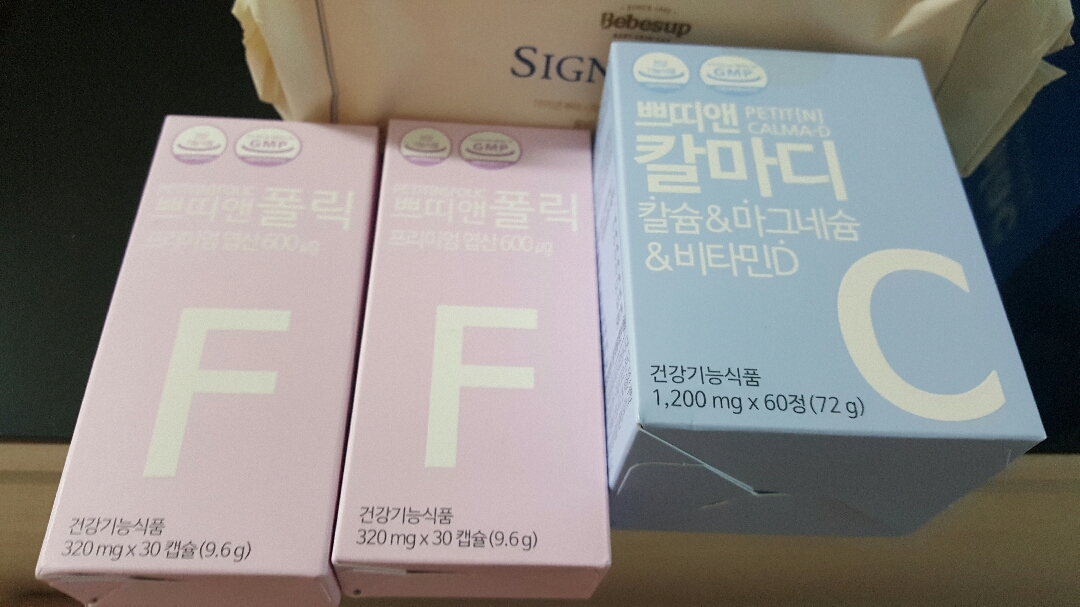 Bebesup
SIGN
GMP
쁘띠앤 폴릭
프리미엄 엽산 600 μg
F
건강기능식품
320 mg x 30 캡슐 (9.6 g)
GMP
쁘띠앤 폴릭
프리미엄 엽산 600 μg
F
건강기능식품
320 mg x 30 캡슐 (9.6 g)
GMP
쁘띠앤 PETIT(N)
CALMA-D
칼마디
칼슘&마그네슘
&비타민D
C
건강기능식품
1,200 mg x 60정 (72 g)